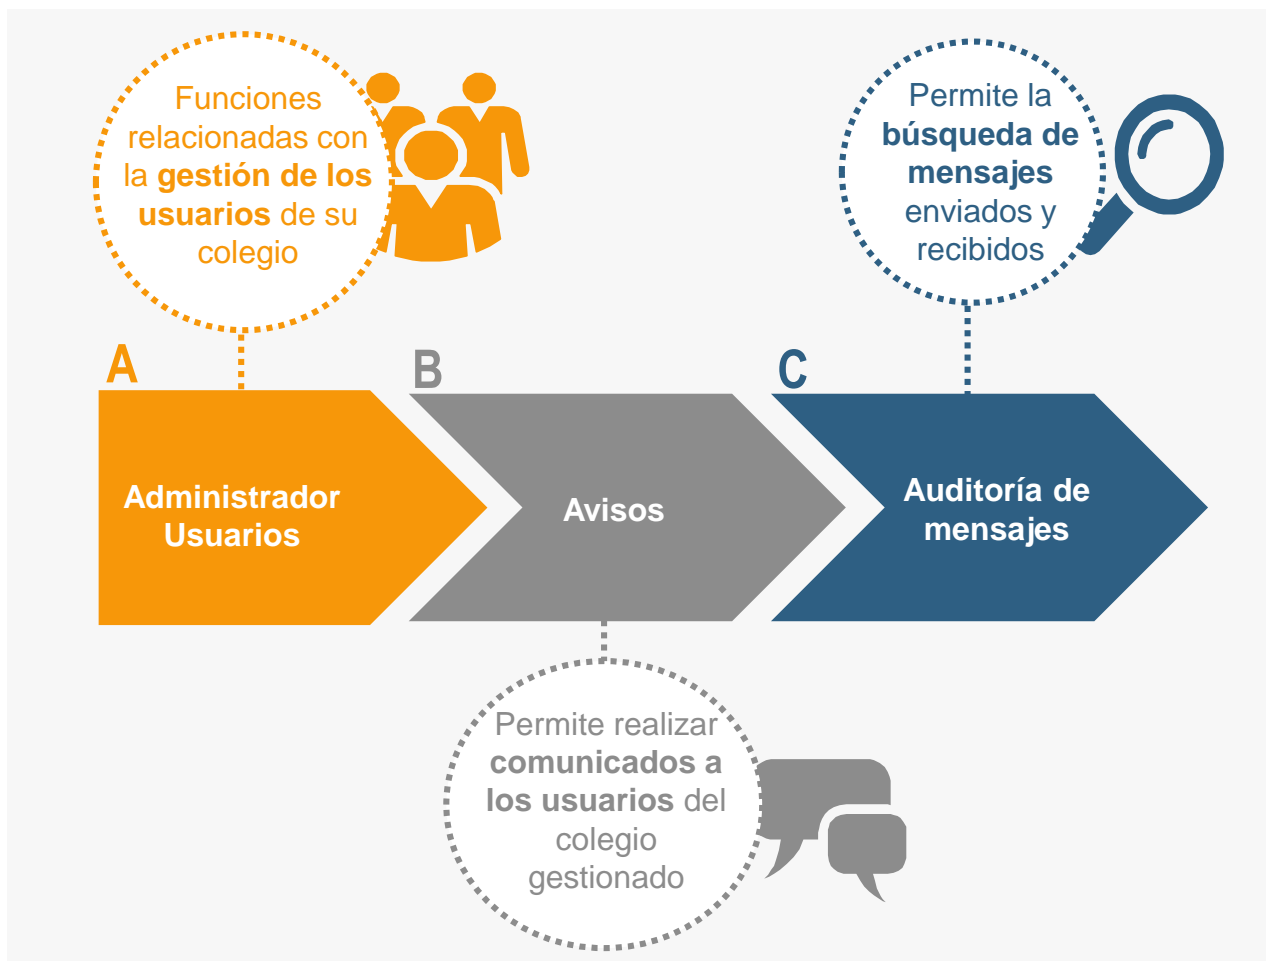 Funciones
relacionadas con
la gestión de los
usuarios de su
colegio
Permite la
búsqueda de
mensajes
enviados y
recibidos
A
B
C
Administrador
Usuarios
Avisos
Auditoría de
mensajes
Permite realizar
comunicados a
los usuarios del
colegio
gestionado